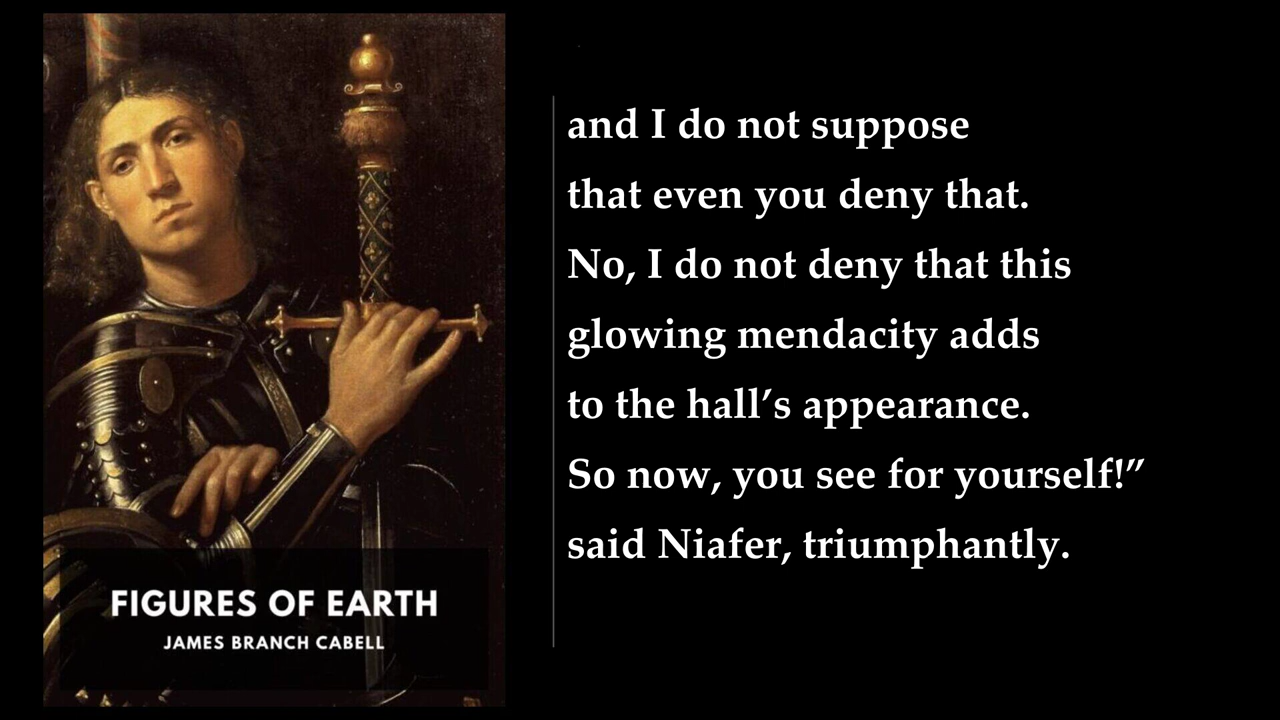 FIGURES OF EARTH
JAMES BRANCH CABELL
and I do not suppose
that even you deny that.
No, I do not deny that this
glowing mendacity adds
to the hall’s appearance.
So now, you see for yourself!”
said Niafer, triumphantly.